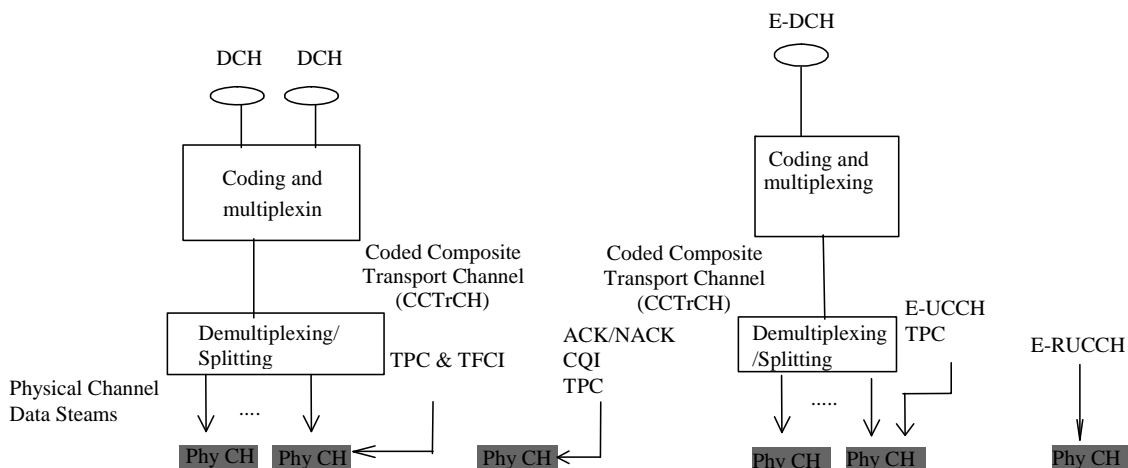 E-DCH
DCH
DCH
Coding and
multiplexin
Coding and
multiplexing
Coded Composite
Transport Channel
(CCTrCH)
Coded Composite
Transport Channel
(CCTrCH)
Demultiplexing/
Splitting
TPC & TFCI
ACK/NACK
CQI
TPC
Demultiplexing
/Splitting
E-UCCH
TPC
E-RUCCH
Physical Channel
Data Steams
....
.....
Phy CH
Phy CH
Phy CH
Phy CH
Phy CH
Phy CH